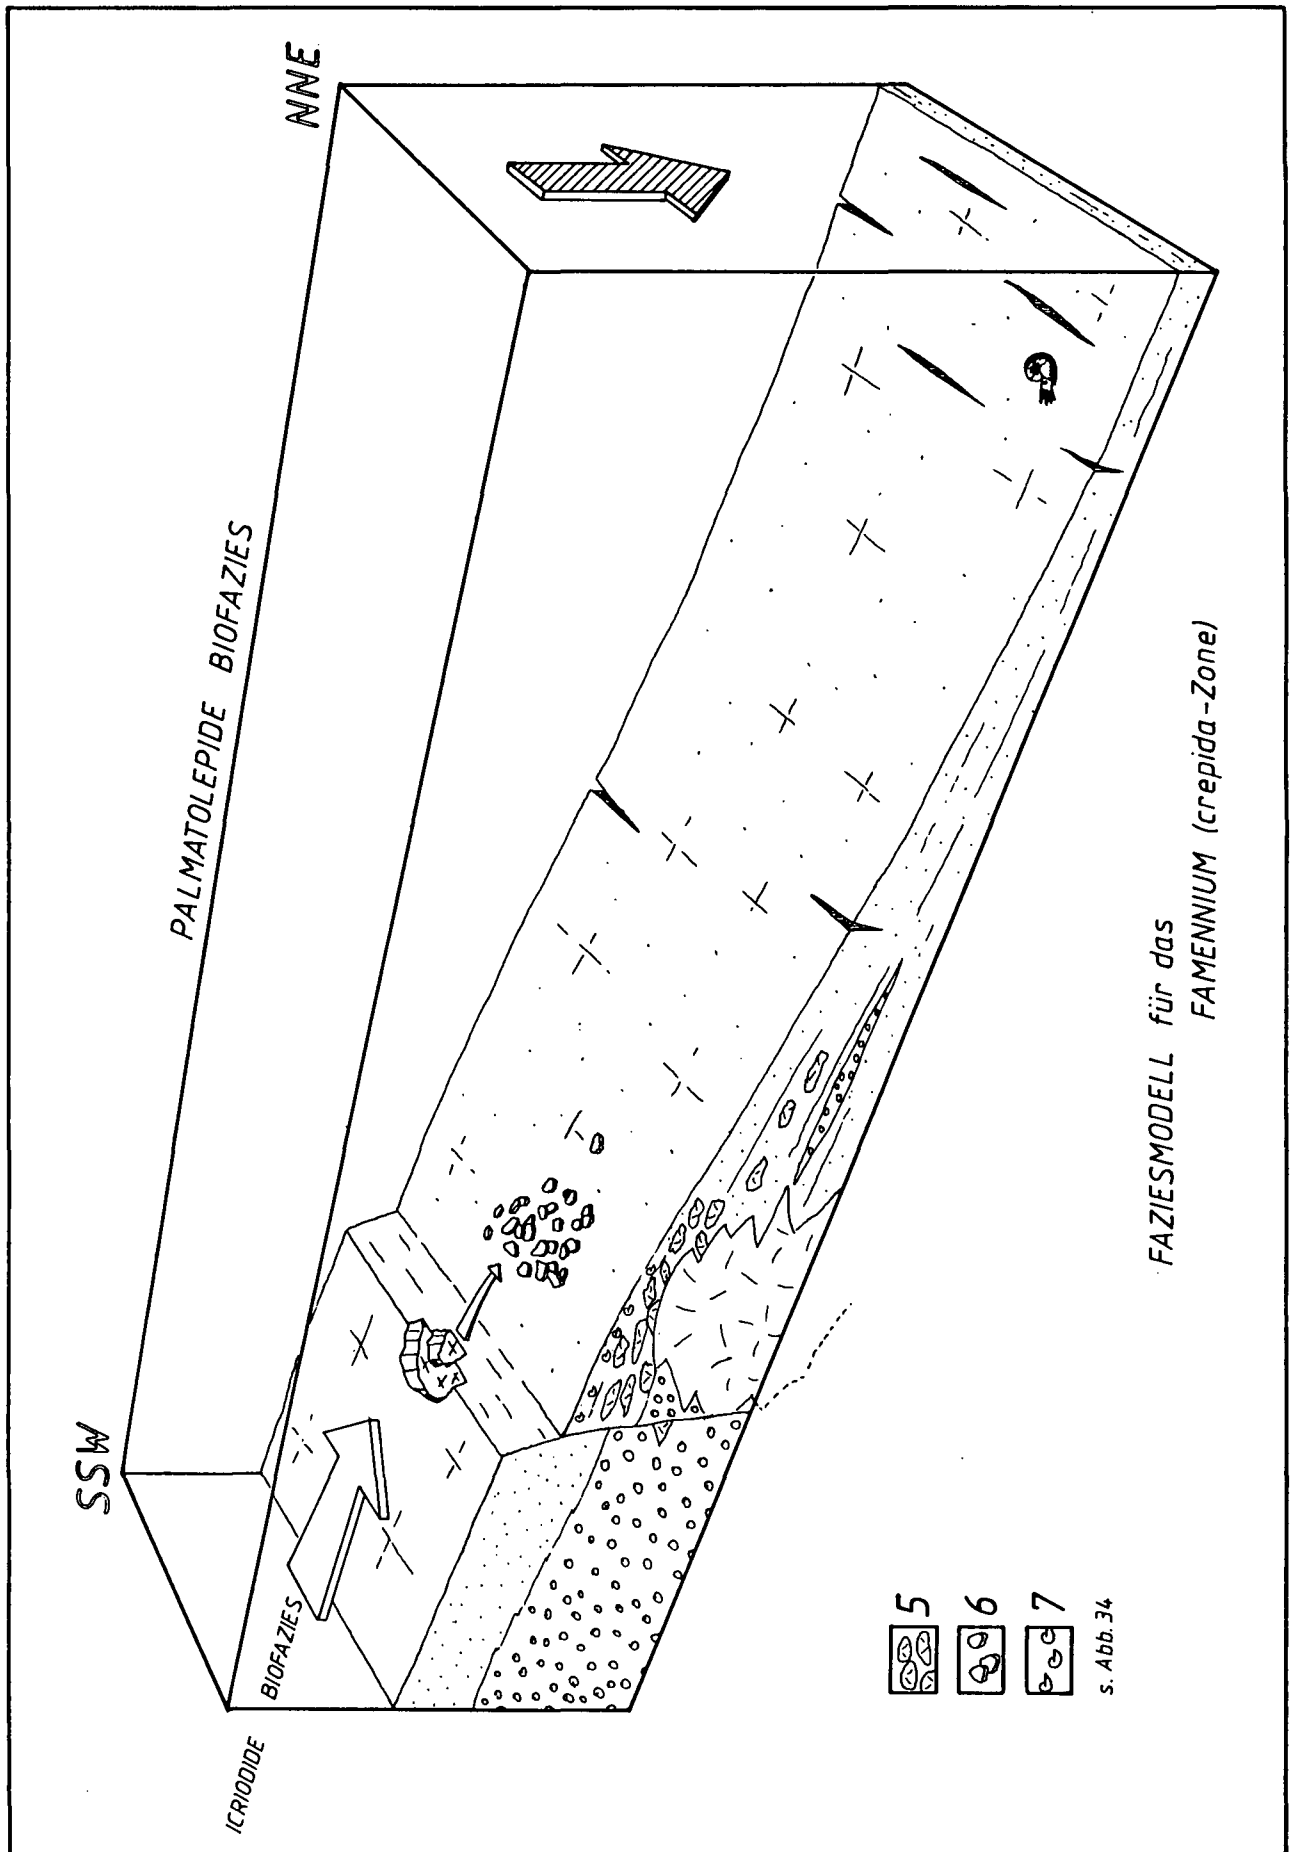 SSW
NNE
PALMATOLEPIDE BIOFAZIES
ICRIODIDE BIOFAZIES
5
6
7
s. Abb. 34
FAZIESMODELL für das
FAMENNIUM (crepida-Zone)